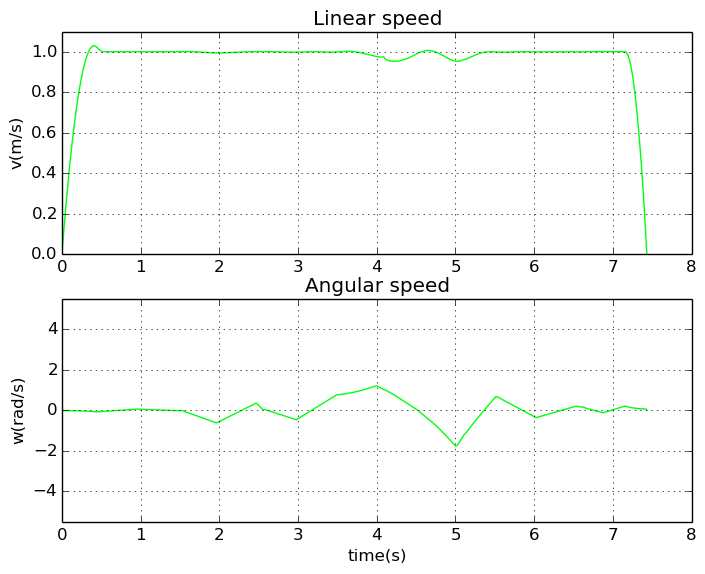 Linear speed
1.0
0.8
0.6
0.4
0.2
0.0
v(m/s)
0 1 2 3 4 5 6 7 8
Angular speed
4
2
0
−2
−4
w(rad/s)
0 1 2 3 4 5 6 7 8
time(s)